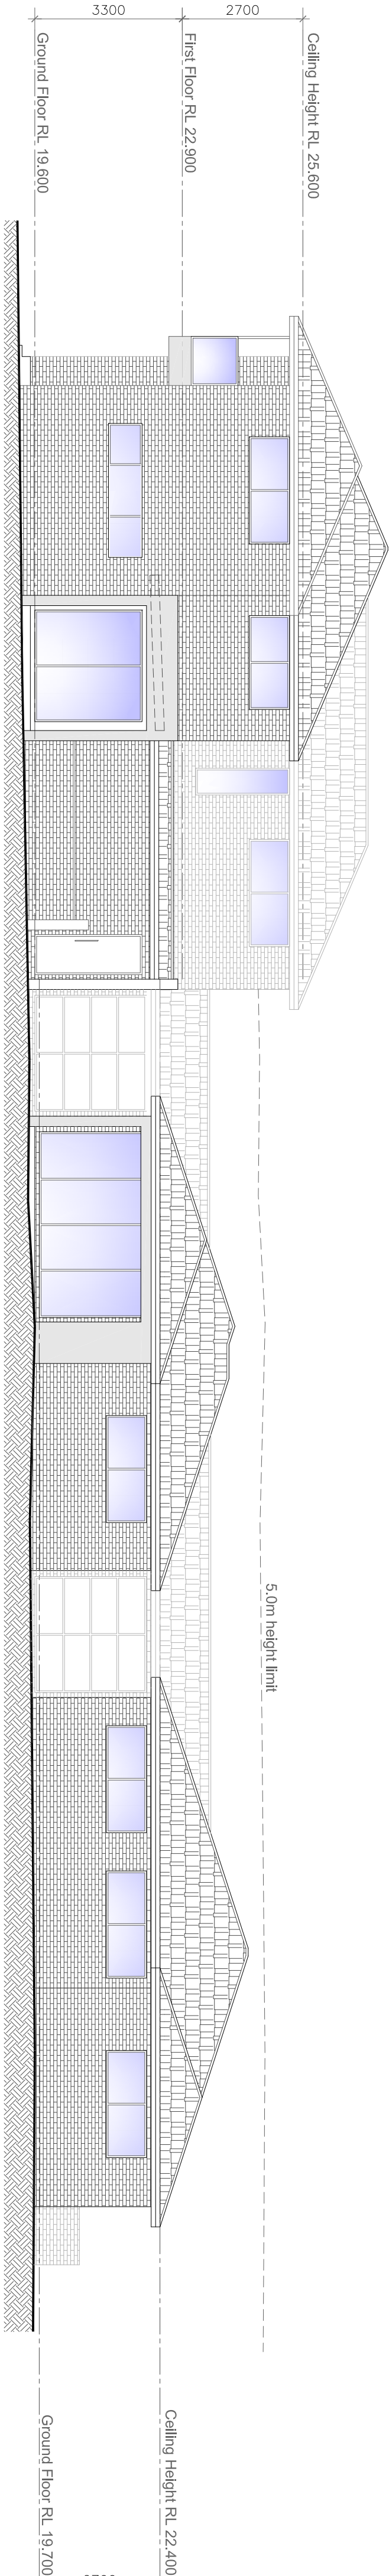 Ceiling Height RL 25.600
2700
First Floor RL 22.900
3300
Ground Floor RL 19.600
5.0m height limit
Ceiling Height RL 22.400
Ground Floor RL 19.700